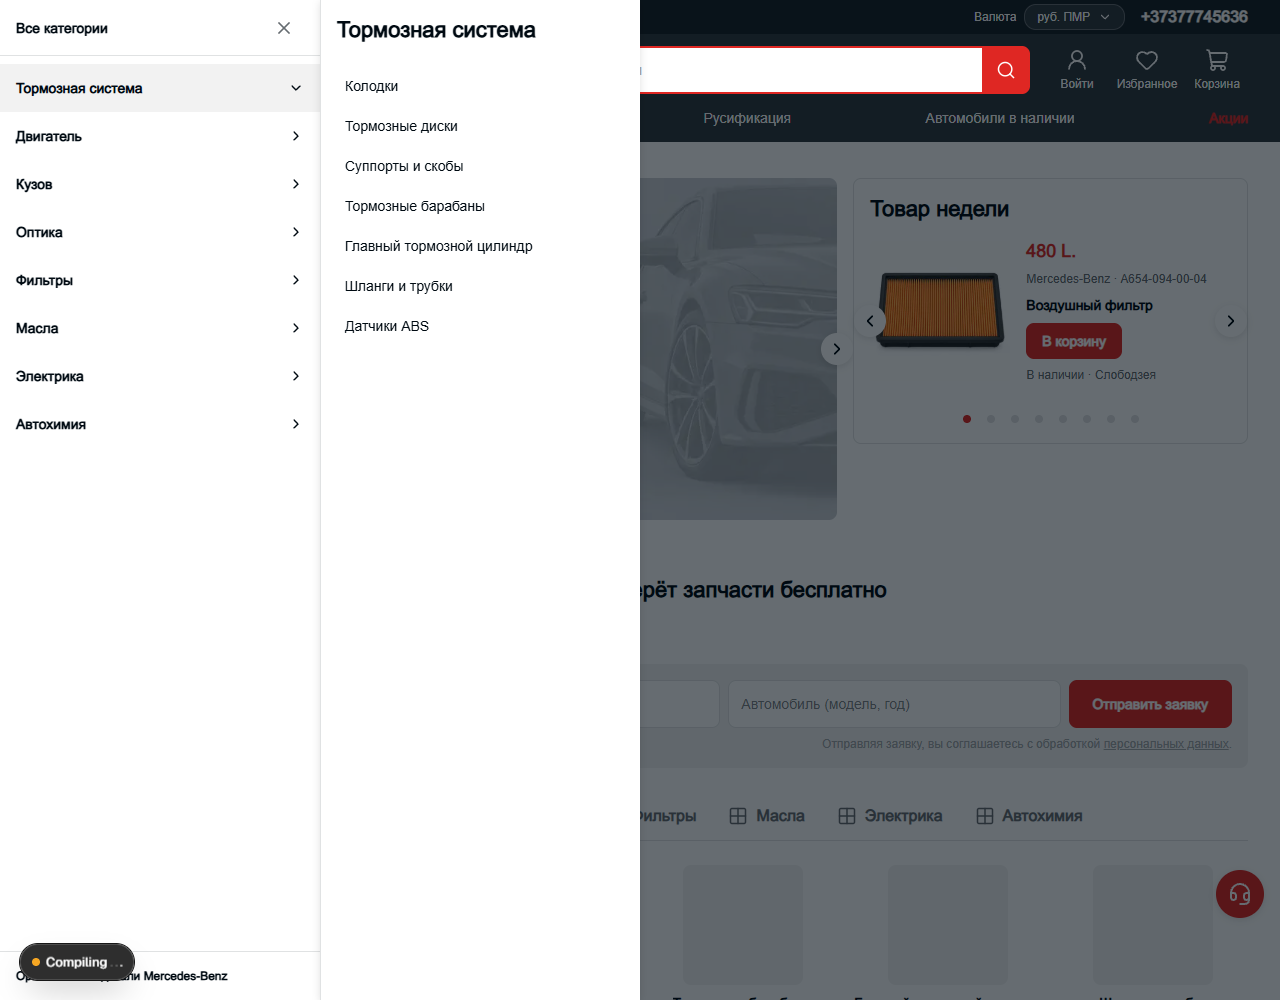 Все категории
Тормозная система
Двигатель
Кузов
Оптика
Фильтры
Масла
Электрика
Автохимия
Compiling...
ли Mercedes-Benz
Тормозная система
Колодки
Тормозные диски
Суппорты и скобы
Тормозные барабаны
Главный тормозной цилиндр
Шланги и трубки
Датчики ABS
Валюта руб. ПМР +37377745636
Войти Избранное Корзина
Русификация Автомобили в наличии Акции
Товар недели
480 L.
Mercedes-Benz · A654-094-00-04
Воздушный фильтр
В корзину
В наличии · Слободзея
ерёт запчасти бесплатно
Автомобиль (модель, год) Отправить заявку
Отправляя заявку, вы соглашаетесь с обработкой персональных данных.
Фильтры Масла Электрика Автохимия